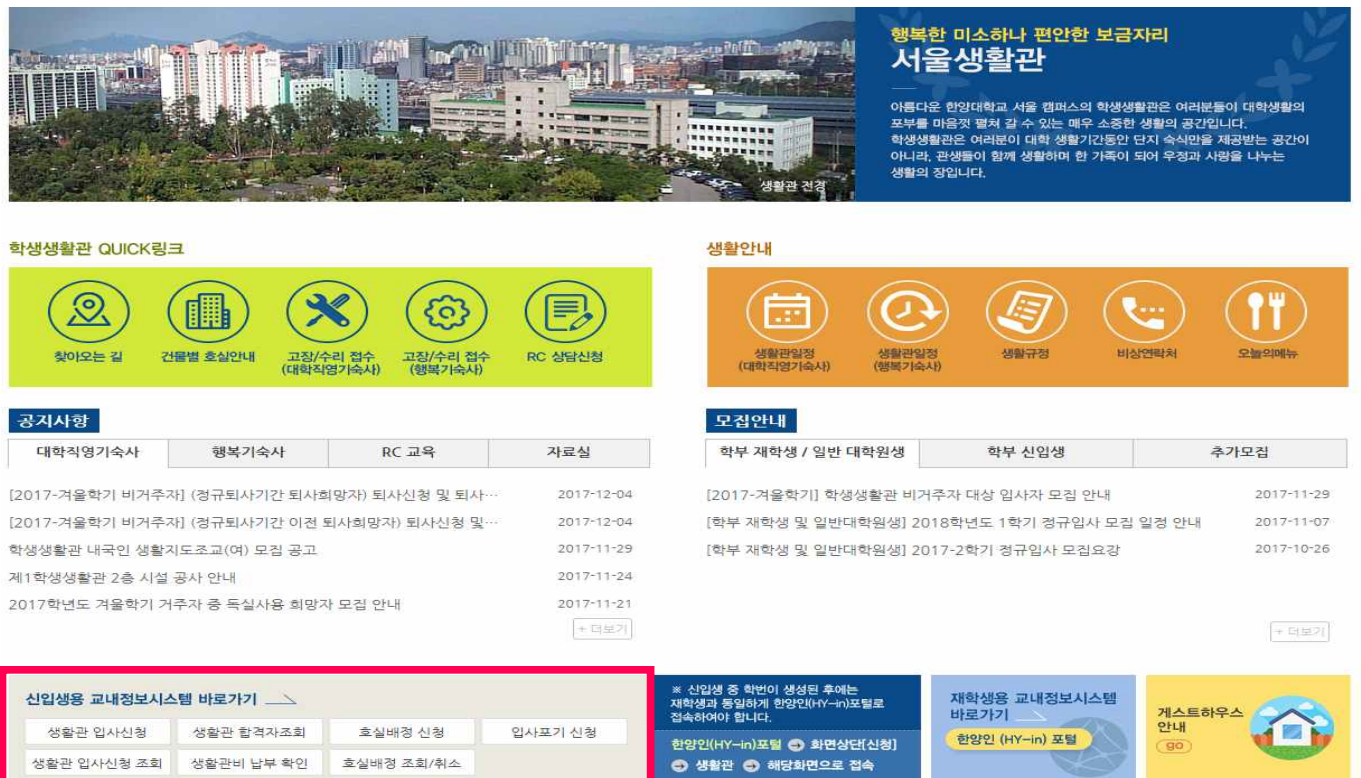 행복한 미소하나 편안한 보금자리
서울생활관
아름다운 한양대학교 서울 캠퍼스의 학생생활관은 여러분들이 대학생활의
포부를 마음껏 펼쳐 갈 수 있는 매우 소중한 생활의 공간입니다.
학생생활관은 여러분이 대학 생활기간동안 단지 숙식만을 제공받는 공간이
아니라, 관생들이 함께 생활하며 한 가족이 되어 우정과 사랑을 나누는
생활의 장입니다.
생활관 전경
학생생활관 QUICK링크
찾아오는 길
건물별 호실안내
고장/수리 접수
(대학직영기숙사)
고장/수리 접수
(행복기숙사)
RC 상담신청
생활안내
생활관일정
(대학직영기숙사)
생활관일정
(행복기숙사)
생활규정
비상연락처
오늘의메뉴
공지사항
대학직영기숙사 행복기숙사 RC 교육 자료실
[2017-겨울학기 비거주자] (정규퇴사기간 퇴사희망자) 퇴사신청 및 퇴사… 2017-12-04
[2017-겨울학기 비거주자] (정규퇴사기간 이전 퇴사희망자) 퇴사신청 및… 2017-12-04
학생생활관 내국인 생활지도조교(여) 모집 공고 2017-11-29
제1학생생활관 2층 시설 공사 안내 2017-11-24
2017학년도 겨울학기 거주자 중 독실사용 희망자 모집 안내 2017-11-21
+ 더보기
모집안내
학부 재학생 / 일반 대학원생 학부 신입생 추가모집
[2017-겨울학기] 학생생활관 비거주자 대상 입사자 모집 안내 2017-11-29
[학부 재학생 및 일반대학원생] 2018학년도 1학기 정규입사 모집 일정 안내 2017-11-07
[학부 재학생 및 일반대학원생] 2017-2학기 정규입사 모집요강 2017-10-26
+ 더보기
신입생용 교내정보시스템 바로가기
생활관 입사신청 생활관 합격자조회 호실배정 신청 입사포기 신청
생활관 입사신청 조회 생활관비 납부 확인 호실배정 조회/취소
※ 신입생 중 학번이 생성된 후에는
재학생과 동일하게 한양인(HY-in)포털로
접속하여야 합니다.
한양인(HY-in)포털 → 화면상단[신청]
→ 생활관 → 해당화면으로 접속
재학생용 교내정보시스템
바로가기
한양인 (HY-in) 포털
게스트하우스
안내
go